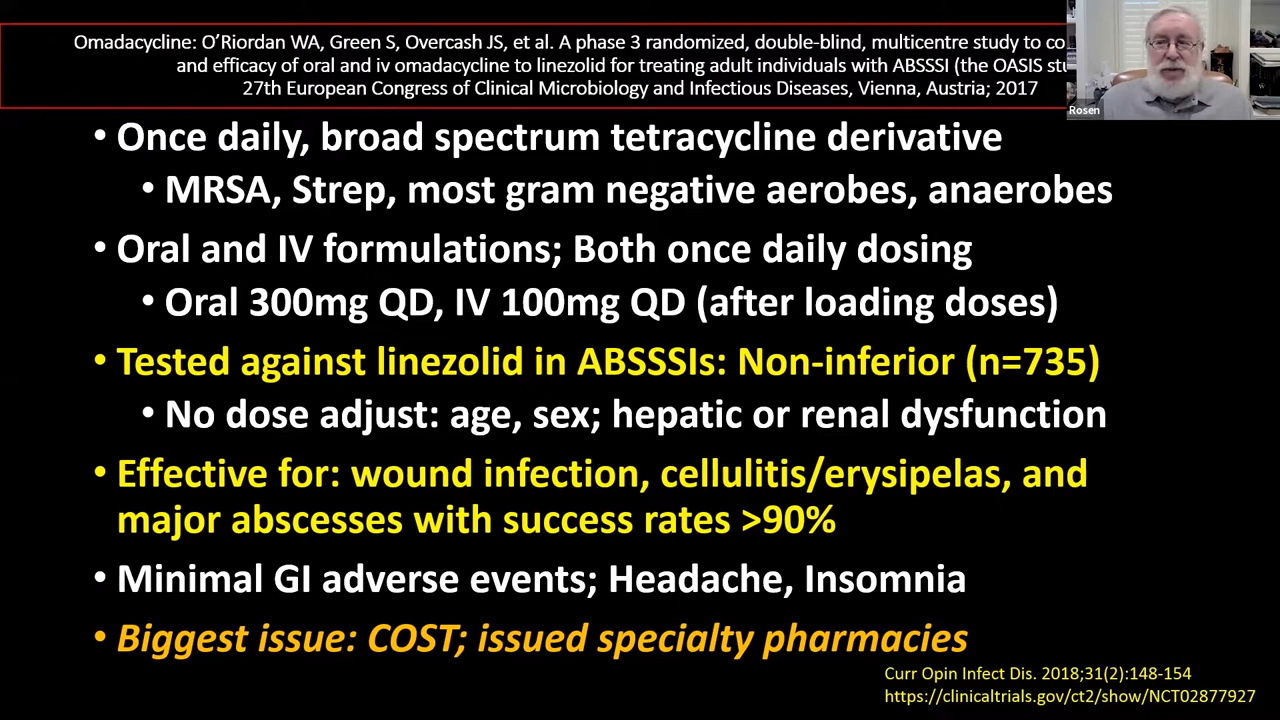 Omadacycline: O'Riordan WA, Green S, Overcash JS, et al. A phase 3 randomized, double-blind, multicentre study to co
and efficacy of oral and iv omadacycline to linezolid for treating adult individuals with ABSSSI (the OASIS stu
27th European Congress of Clinical Microbiology and Infectious Diseases, Vienna, Austria; 2017
Rosen
• Once daily, broad spectrum tetracycline derivative
• MRSA, Strep, most gram negative aerobes, anaerobes
• Oral and IV formulations; Both once daily dosing
• Oral 300mg QD, IV 100mg QD (after loading doses)
• Tested against linezolid in ABSSSIs: Non-inferior (n=735)
• No dose adjust: age, sex; hepatic or renal dysfunction
• Effective for: wound infection, cellulitis/erysipelas, and
major abscesses with success rates >90%
• Minimal GI adverse events; Headache, Insomnia
• Biggest issue: COST; issued specialty pharmacies
Curr Opin Infect Dis. 2018;31(2):148-154
https://clinicaltrials.gov/ct2/show/NCT02877927